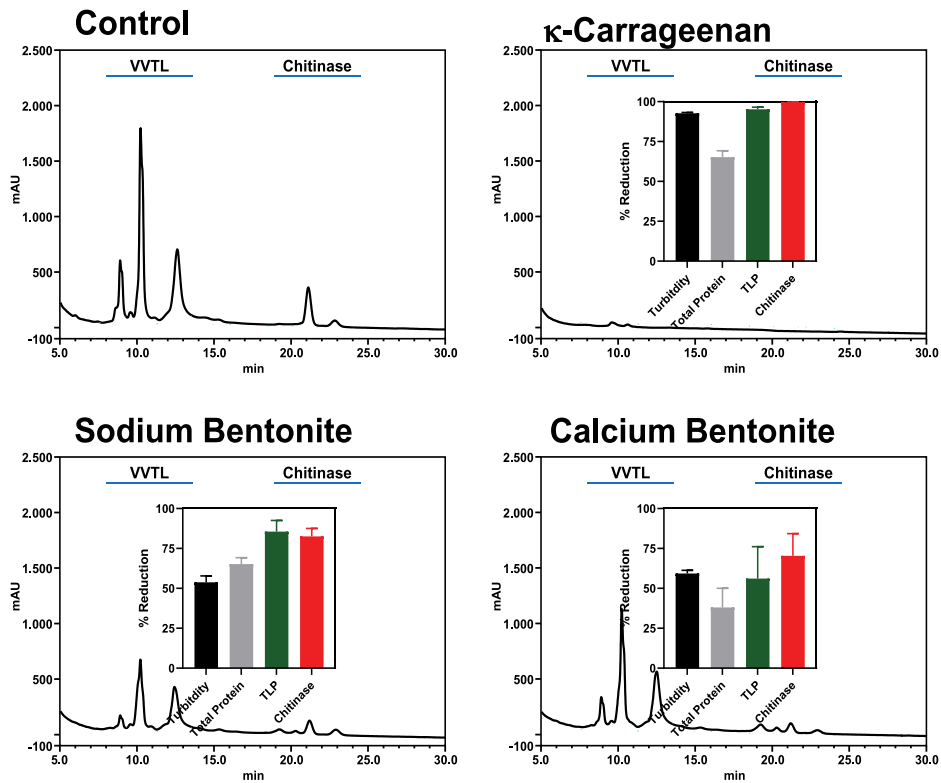 Control
VVTL
Chitinase
2.500
2.000
1.500
1.000
500
-100
mAU
5.0 10.0 15.0 20.0 25.0 30.0
min
κ-Carrageenan
VVTL
Chitinase
2.500
2.000
1.500
1.000
500
-100
mAU
5.0 10.0 15.0 20.0 25.0 30.0
min
100
75
50
25
0
% Reduction
Turbitdity
Total Protein
TLP
Chitinase
Sodium Bentonite
VVTL
Chitinase
2.500
2.000
1.500
1.000
500
-100
mAU
5.0 10.0 15.0 20.0 25.0 30.0
min
100
75
50
25
0
% Reduction
Turbitdity
Total Protein
TLP
Chitinase
Calcium Bentonite
VVTL
Chitinase
2.500
2.000
1.500
1.000
500
-100
mAU
5.0 10.0 15.0 20.0 25.0 30.0
min
100
75
50
25
0
% Reduction
Turbitdity
Total Protein
TLP
Chitinase